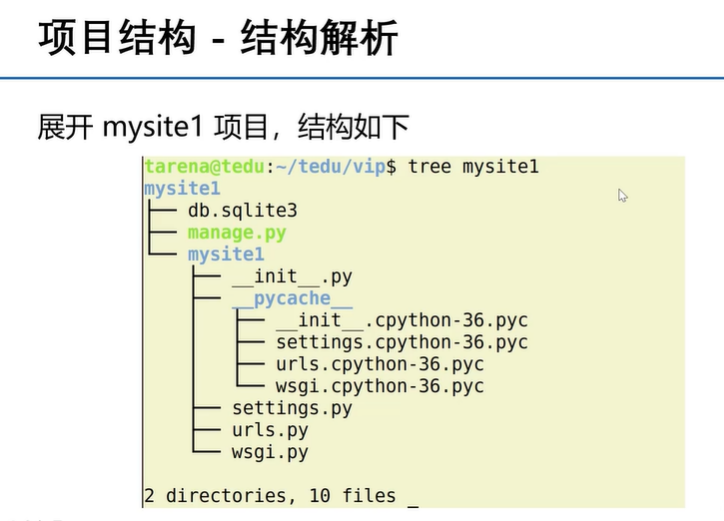 项目结构 - 结构解析
展开 mysite1 项目，结构如下
tarena@tedu:~/tedu/vip$ tree mysite1
mysite1
├── db.sqlite3
├── manage.py
└── mysite1
    ├── __init__.py
    ├── __pycache__
    │   ├── __init__.cpython-36.pyc
    │   ├── settings.cpython-36.pyc
    │   ├── urls.cpython-36.pyc
    │   └── wsgi.cpython-36.pyc
    ├── settings.py
    ├── urls.py
    └── wsgi.py
2 directories, 10 files